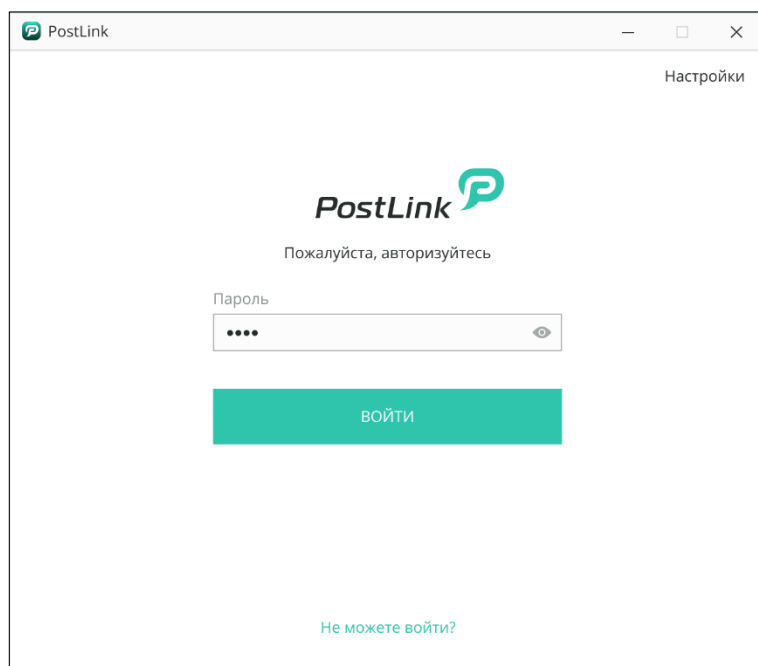 PostLink
Настройки
PostLink
Пожалуйста, авторизуйтесь
Пароль
••••
ВОЙТИ
Не можете войти?